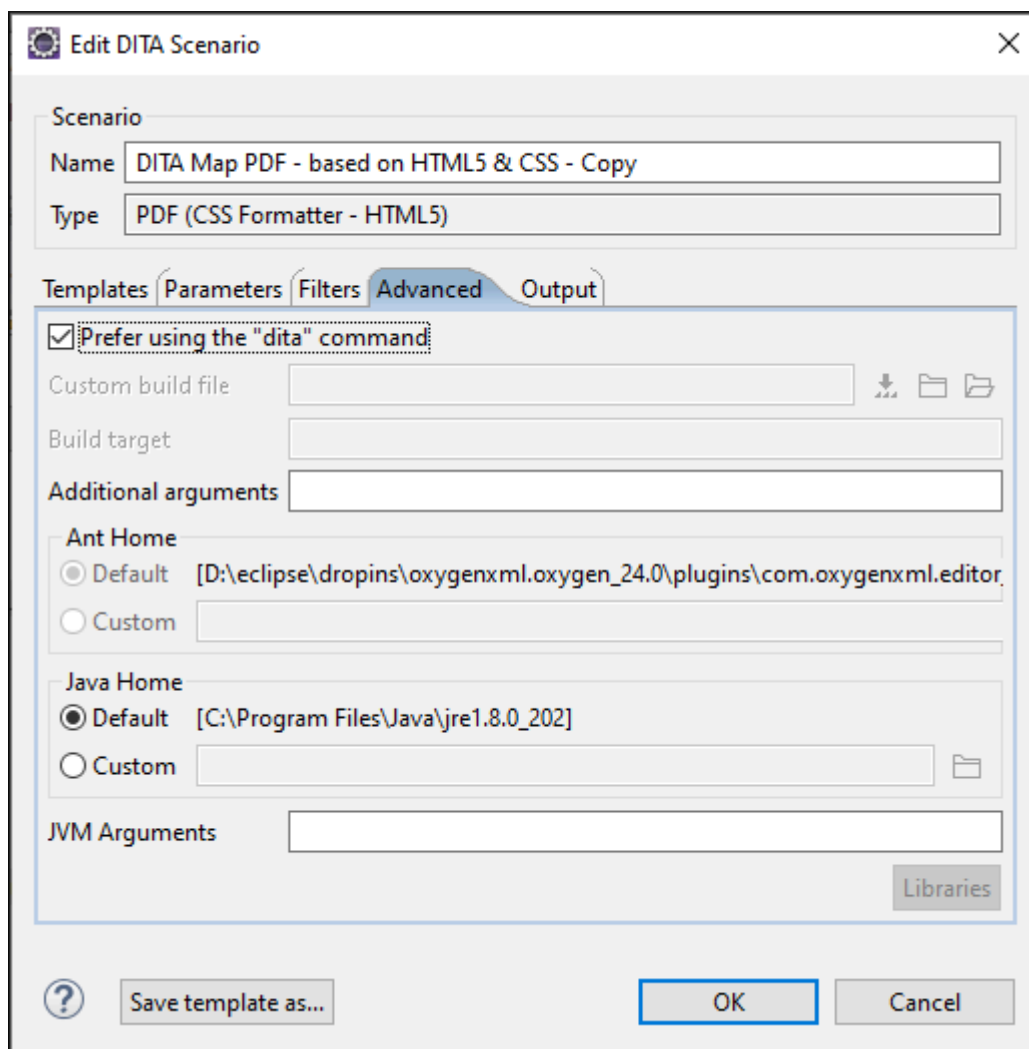 Edit DITA Scenario
Scenario
Name DITA Map PDF - based on HTML5 & CSS - Copy
Type PDF (CSS Formatter - HTML5)
Templates Parameters Filters Advanced Output
Prefer using the "dita" command
Custom build file
Build target
Additional arguments
Ant Home
Default [D:\eclipse\dropins\oxygenxml.oxygen_24.0\plugins\com.oxygenxml.editor_
Custom
Java Home
Default [C:\Program Files\Java\jre1.8.0_202]
Custom
JVM Arguments
Libraries
? Save template as... OK Cancel